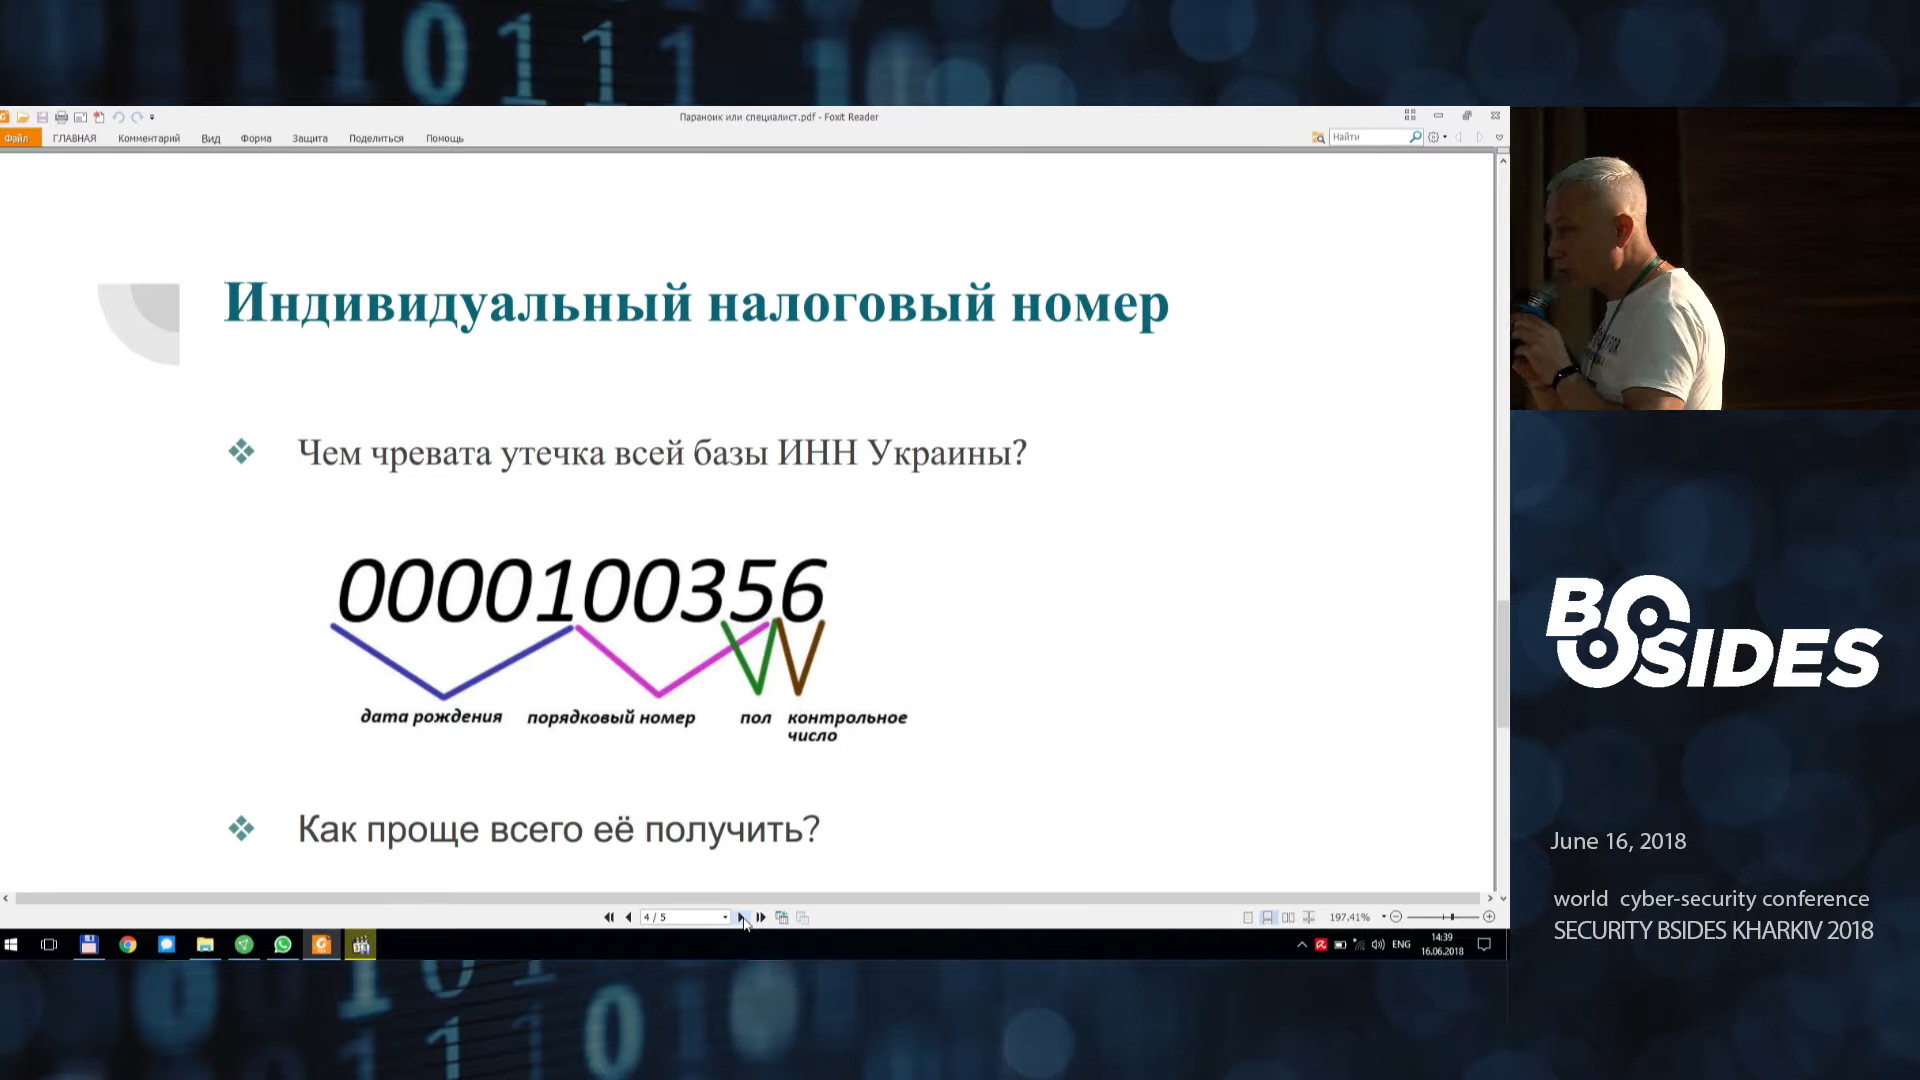 Параноик или специалист.pdf - Foxit Reader
Файл ГЛАВНАЯ Комментарий Вид Форма Защита Поделиться Помощь
Найти
Индивидуальный налоговый номер
Чем чревата утечка всей базы ИНН Украины?
0000100356
дата рождения порядковый номер пол контрольное
число
Как проще всего её получить?
4 / 5
197.41%
ENG
14:39
16.06.2018
BSIDES
June 16, 2018
world cyber-security conference
SECURITY BSIDES KHARKIV 2018